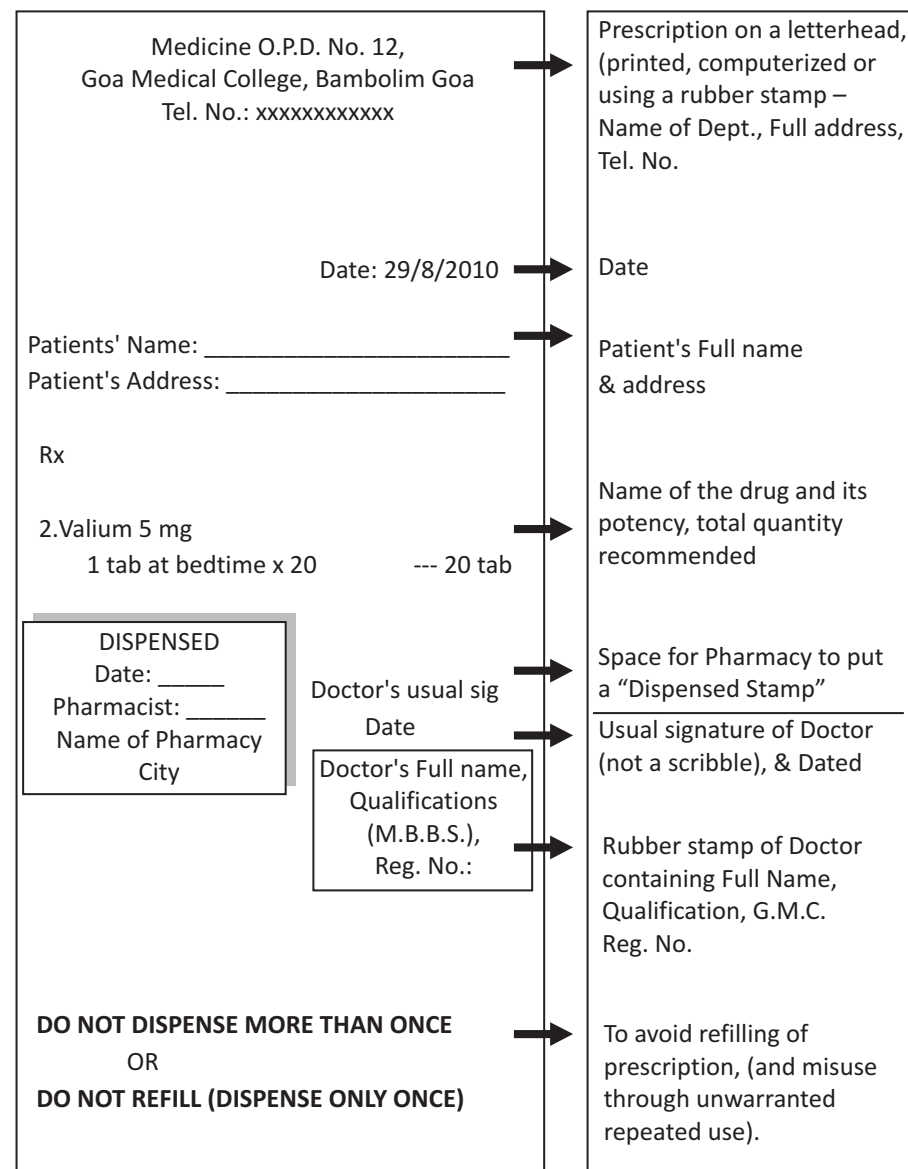 Medicine O.P.D. No. 12,
Goa Medical College, Bambolim Goa
Tel. No.: xxxxxxxxxxxx
Prescription on a letterhead,
(printed, computerized or
using a rubber stamp –
Name of Dept., Full address,
Tel. No.
Date: 29/8/2010
Date
Patients' Name: _______________________
Patient's Address: _____________________
Patient's Full name
& address
Rx
2.Valium 5 mg
1 tab at bedtime x 20 --- 20 tab
Name of the drug and its
potency, total quantity
recommended
DISPENSED
Date: _____
Pharmacist: ______
Name of Pharmacy
City
Space for Pharmacy to put
a “Dispensed Stamp”
Doctor's usual sig
Date
Usual signature of Doctor
(not a scribble), & Dated
Doctor's Full name,
Qualifications
(M.B.B.S.),
Reg. No.:
Rubber stamp of Doctor
containing Full Name,
Qualification, G.M.C.
Reg. No.
DO NOT DISPENSE MORE THAN ONCE
OR
DO NOT REFILL (DISPENSE ONLY ONCE)
To avoid refilling of
prescription, (and misuse
through unwarranted
repeated use).